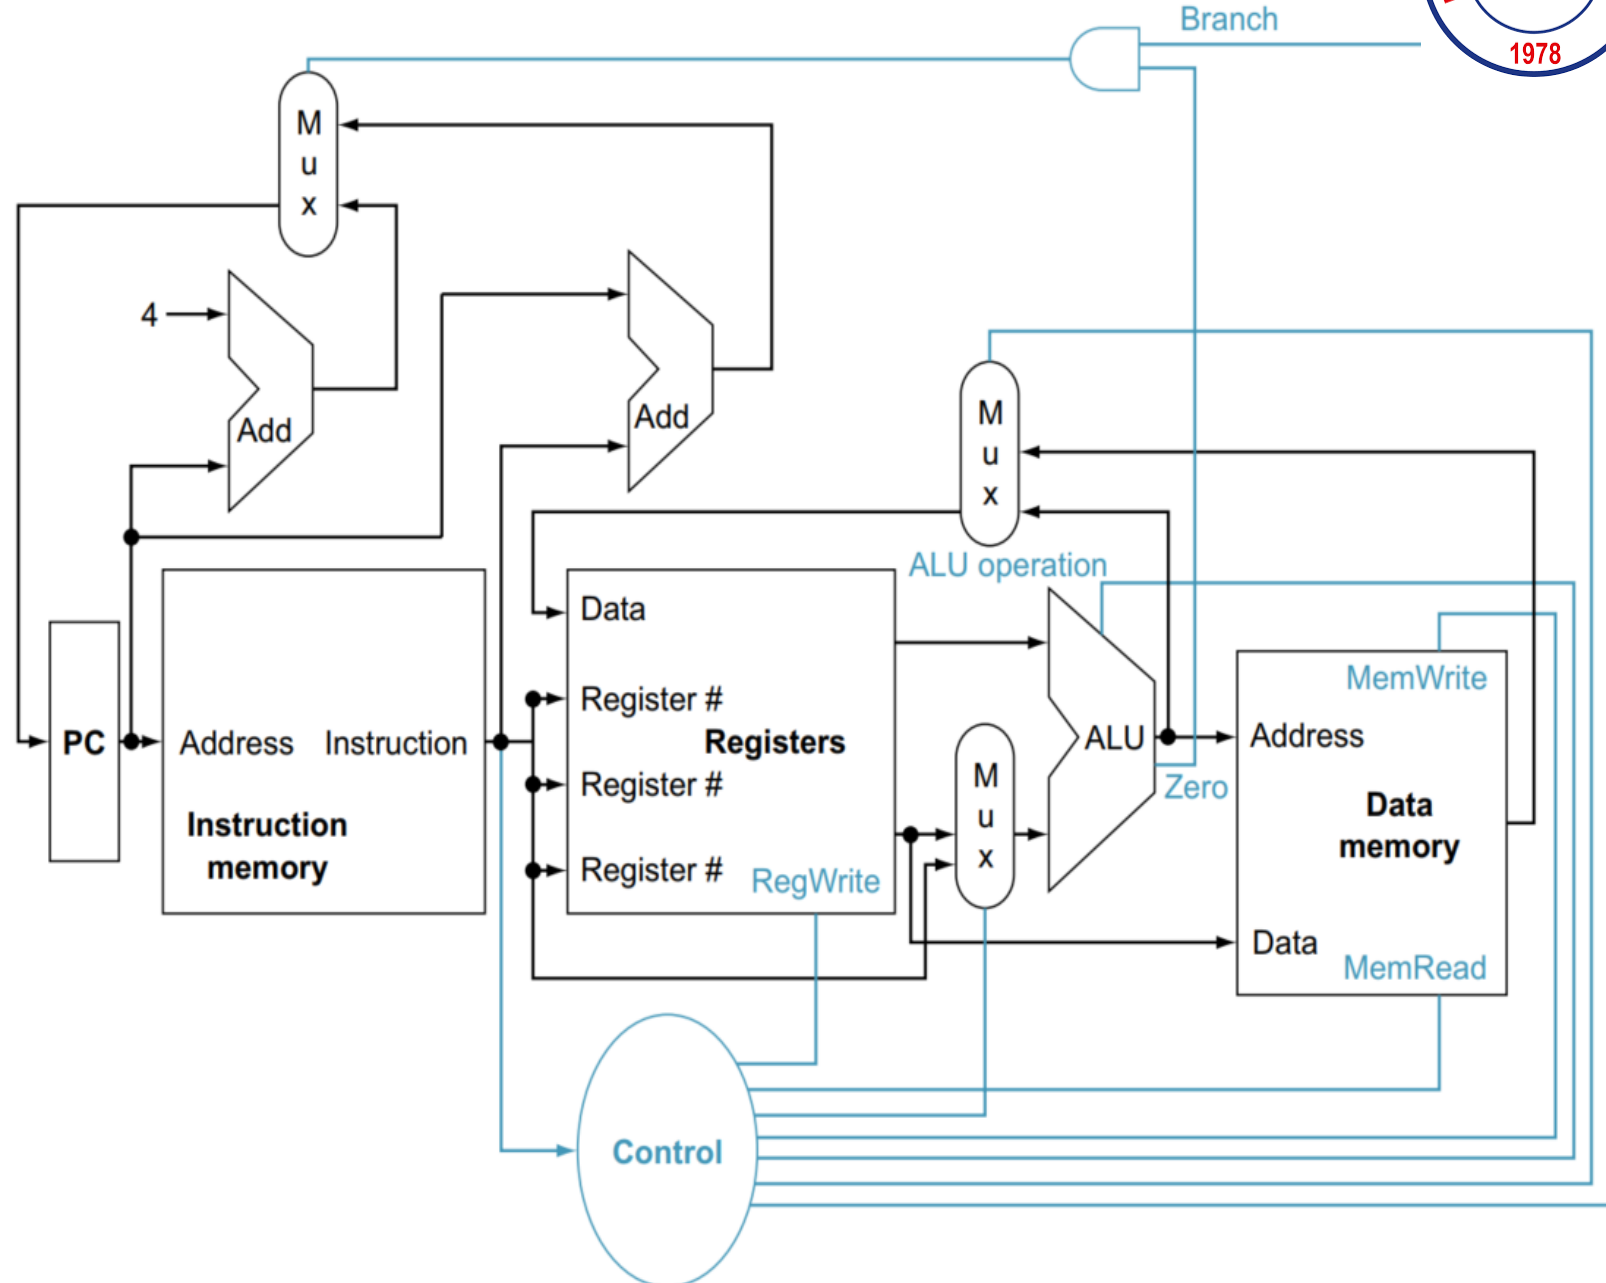 Branch
1978
M
u
x
4
Add
Add
M
u
x
ALU operation
Data
Register #
Registers
Register #
Register #
RegWrite
PC
Address
Instruction
Instruction
memory
M
u
x
ALU
Zero
MemWrite
Address
Data
memory
Data
MemRead
Control